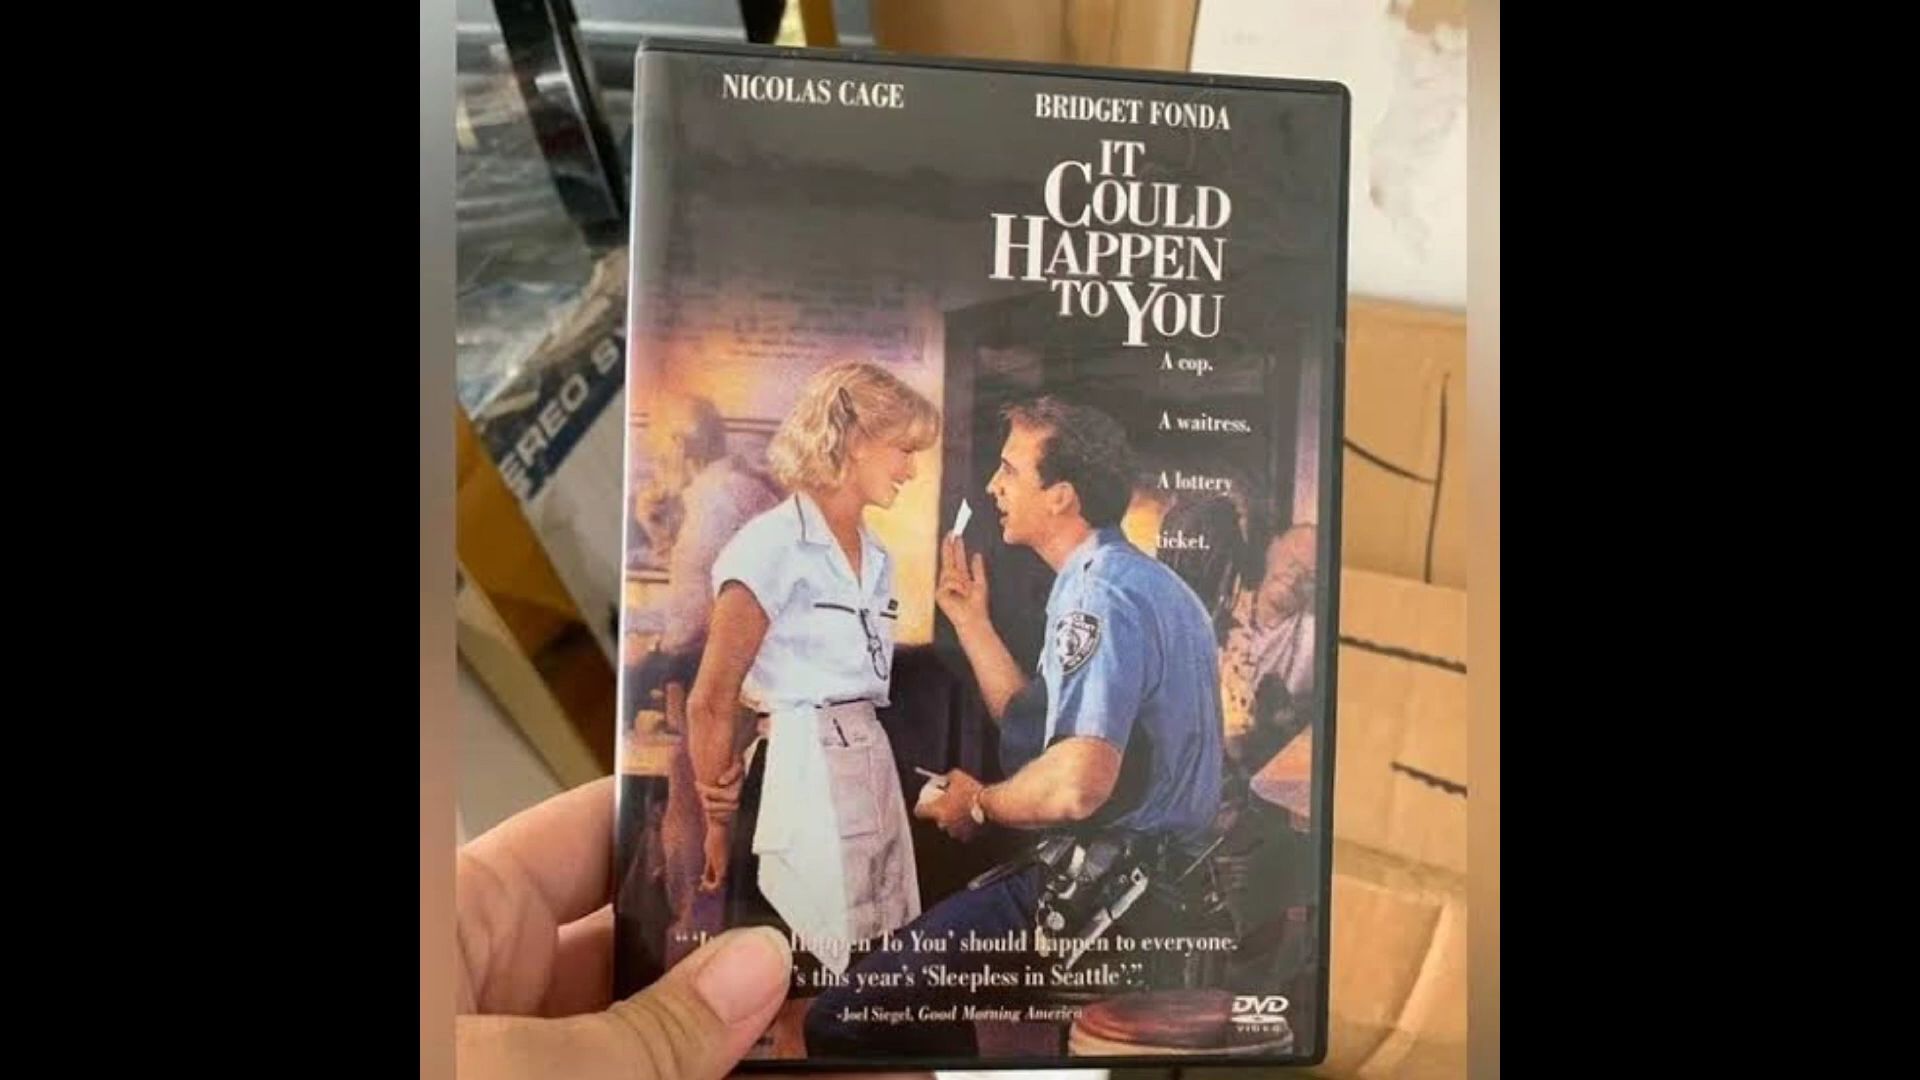 NICOLAS CAGE
BRIDGET FONDA
IT
COULD
HAPPEN
TO YOU
A cop.
A waitress.
A lottery
ticket.
Happen To You' should happen to everyone.
's this year's 'Sleepless in Seattle'."
-Joel Siegel, Good Morning America
DVD
VIDEO
EREO S